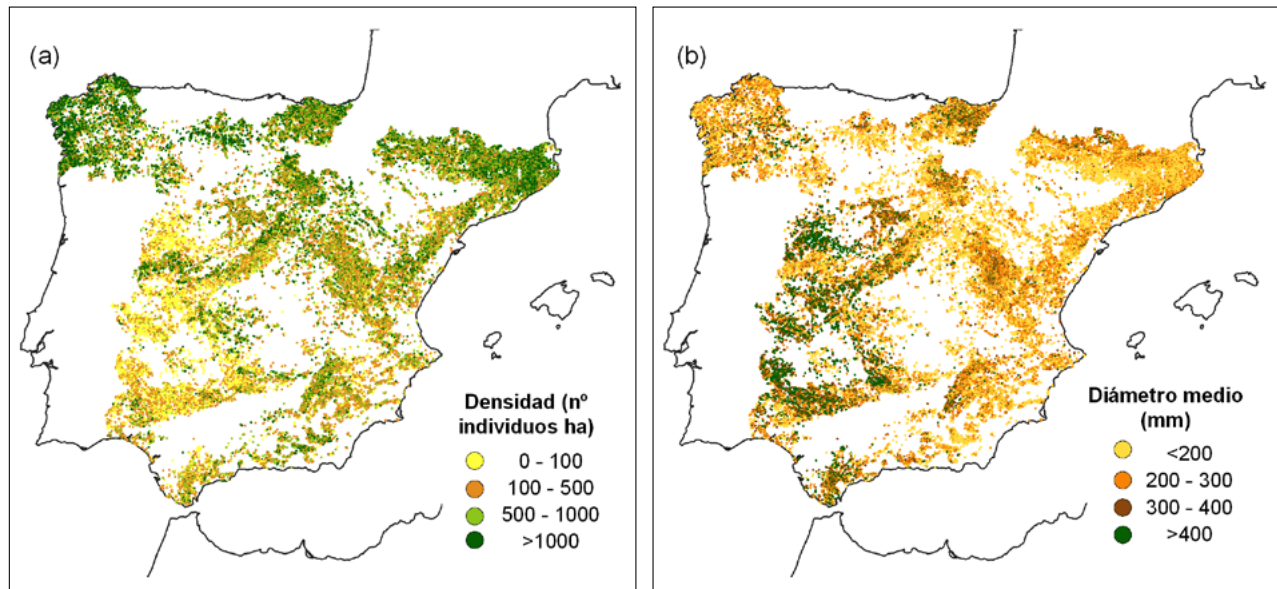 (a)
Densidad (nº
individuos ha)
0 - 100
100 - 500
500 - 1000
>1000
(b)
Diámetro medio
(mm)
<200
200 - 300
300 - 400
>400